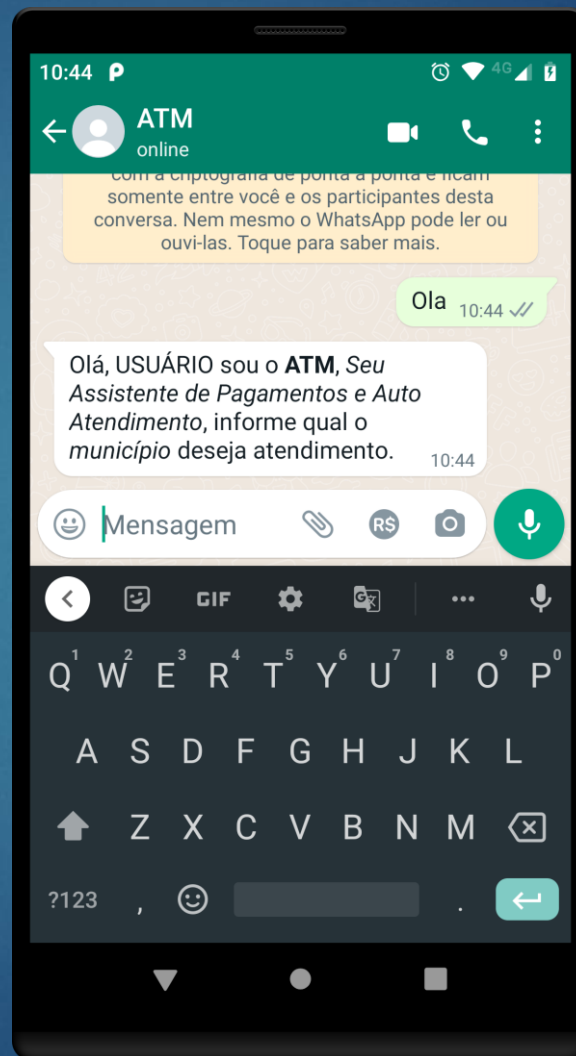 10:44
4G
ATM
online
com a criptografia de ponta a ponta e ficam
somente entre você e os participantes desta
conversa. Nem mesmo o WhatsApp pode ler ou
ouvi-las. Toque para saber mais.
Ola 10:44
Olá, USUÁRIO sou o ATM, Seu
Assistente de Pagamentos e Auto
Atendimento, informe qual o
município deseja atendimento. 10:44
Mensagem R$
GIF G
1 2 3 4 5 6 7 8 9 0
Q W E R T Y U I O P
A S D F G H J K L
Z X C V B N M
?123 , .